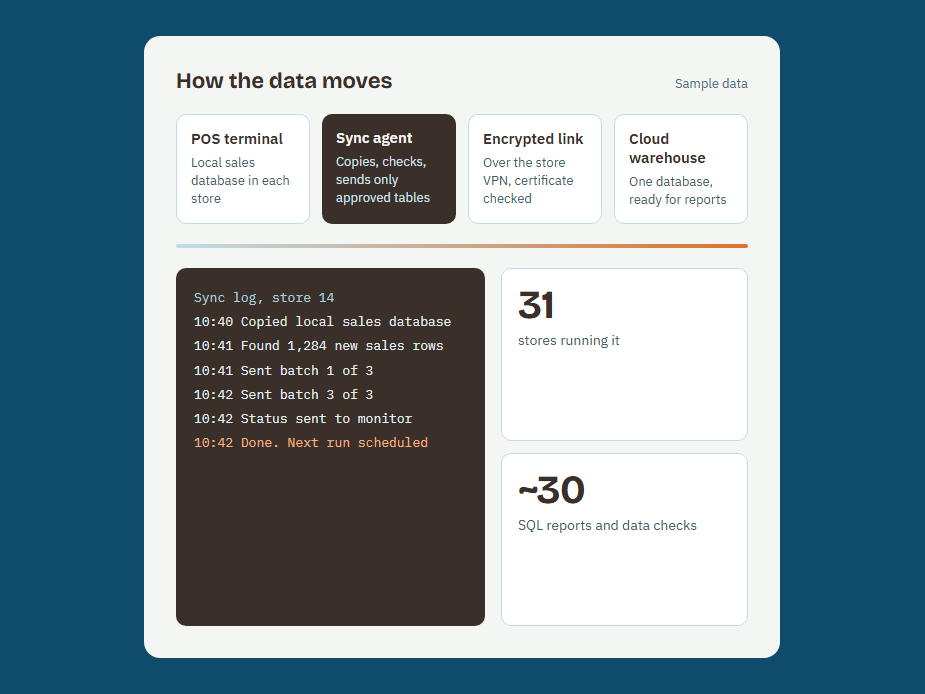 How the data moves
Sample data
POS terminal
Local sales
database in each
store
Sync agent
Copies, checks,
sends only
approved tables
Encrypted link
Over the store
VPN, certificate
checked
Cloud
warehouse
One database,
ready for reports
Sync log, store 14
10:40 Copied local sales database
10:41 Found 1,284 new sales rows
10:41 Sent batch 1 of 3
10:42 Sent batch 3 of 3
10:42 Status sent to monitor
10:42 Done. Next run scheduled
31
stores running it
~30
SQL reports and data checks